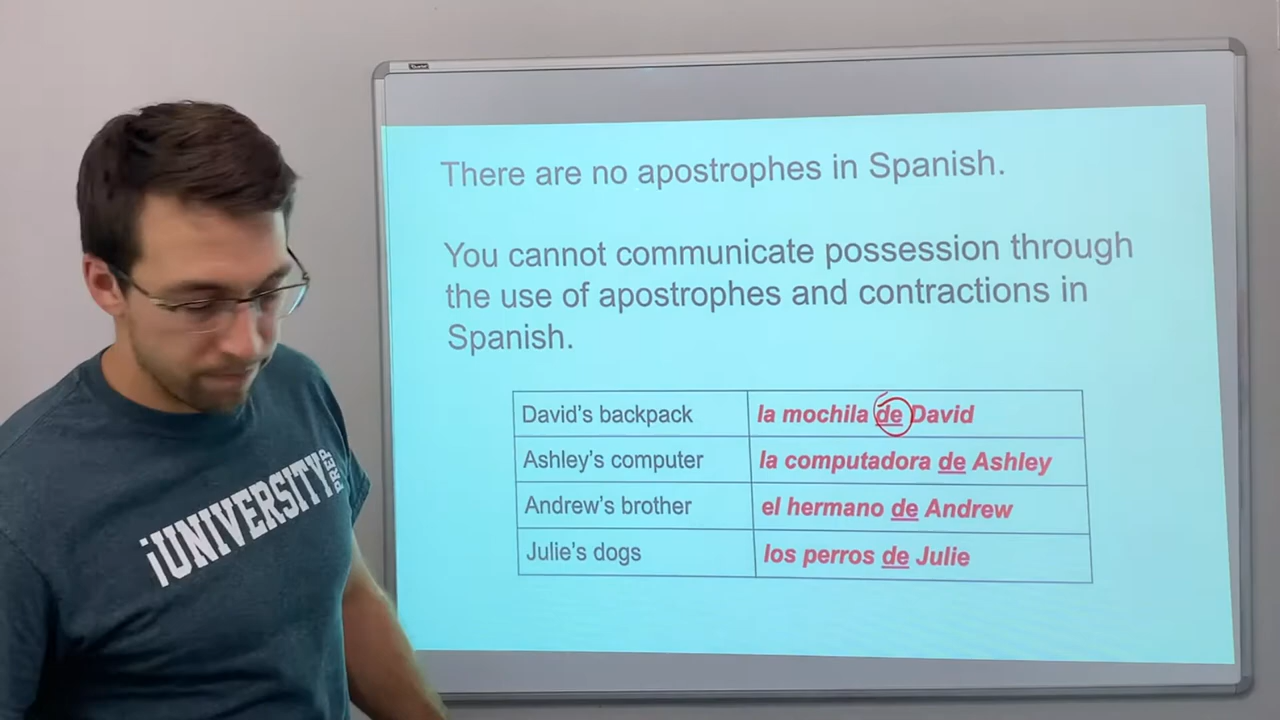 There are no apostrophes in Spanish.
You cannot communicate possession through
the use of apostrophes and contractions in
Spanish.
David's backpack la mochila de David
Ashley's computer la computadora de Ashley
Andrew's brother el hermano de Andrew
Julie's dogs los perros de Julie
iUNIVERSITY PREP